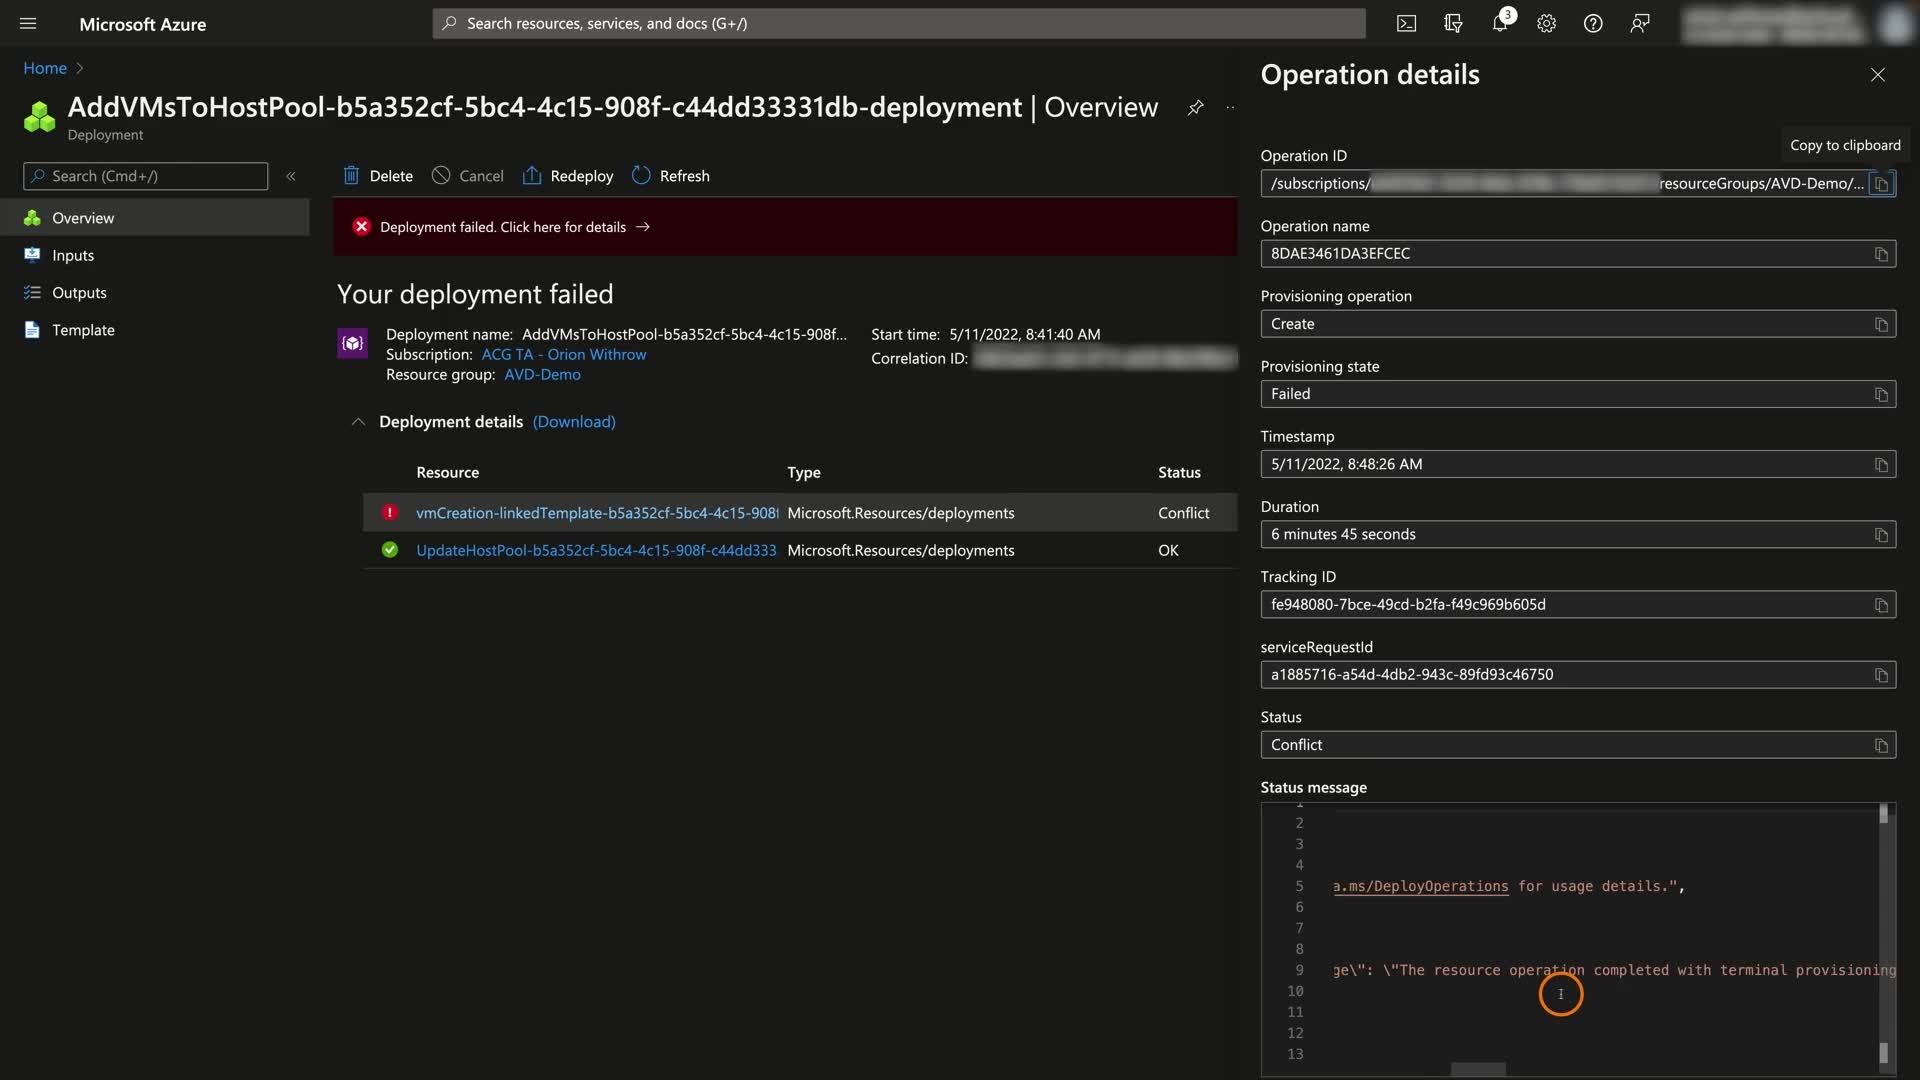 Microsoft Azure
Search resources, services, and docs (G+/)
3
Home
AddVMsToHostPool-b5a352cf-5bc4-4c15-908f-c44dd33331db-deployment | Overview
Deployment
Search (Cmd+/)
Overview
Inputs
Outputs
Template
Delete
Cancel
Redeploy
Refresh
Deployment failed. Click here for details →
Your deployment failed
Deployment name: AddVMsToHostPool-b5a352cf-5bc4-4c15-908f...
Subscription: ACG TA - Orion Withrow
Resource group: AVD-Demo
Start time: 5/11/2022, 8:41:40 AM
Correlation ID:
Deployment details (Download)
Resource Type Status
vmCreation-linkedTemplate-b5a352cf-5bc4-4c15-908f Microsoft.Resources/deployments Conflict
UpdateHostPool-b5a352cf-5bc4-4c15-908f-c44dd333 Microsoft.Resources/deployments OK
Operation details
Copy to clipboard
Operation ID
/subscriptions/ resourceGroups/AVD-Demo/...
Operation name
8DAE3461DA3EFCEC
Provisioning operation
Create
Provisioning state
Failed
Timestamp
5/11/2022, 8:48:26 AM
Duration
6 minutes 45 seconds
Tracking ID
fe948080-7bce-49cd-b2fa-f49c969b605d
serviceRequestId
a1885716-a54d-4db2-943c-89fd93c46750
Status
Conflict
Status message
1
2
3
4
5 a.ms/DeployOperations for usage details.",
6
7
8
9 ge\": \"The resource operation completed with terminal provisioning
10
11
12
13